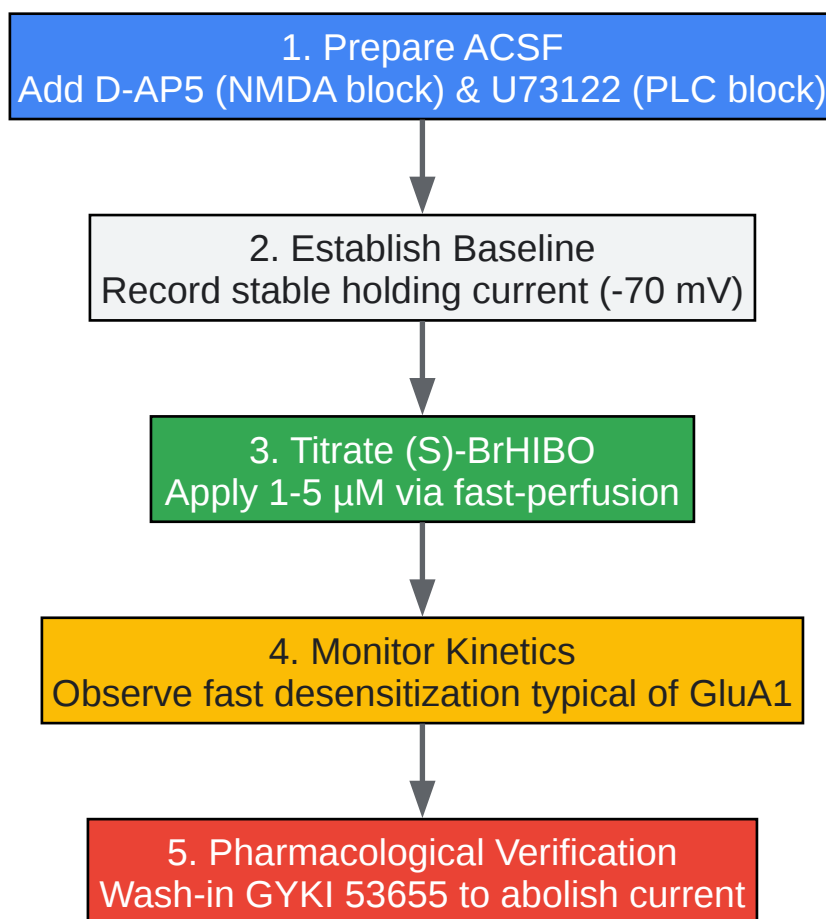 1. Prepare ACSF
Add D-AP5 (NMDA block) & U73122 (PLC block)
2. Establish Baseline
Record stable holding current (-70 mV)
3. Titrate (S)-BrHIBO
Apply 1-5 µM via fast-perfusion
4. Monitor Kinetics
Observe fast desensitization typical of GluA1
5. Pharmacological Verification
Wash-in GYKI 53655 to abolish current